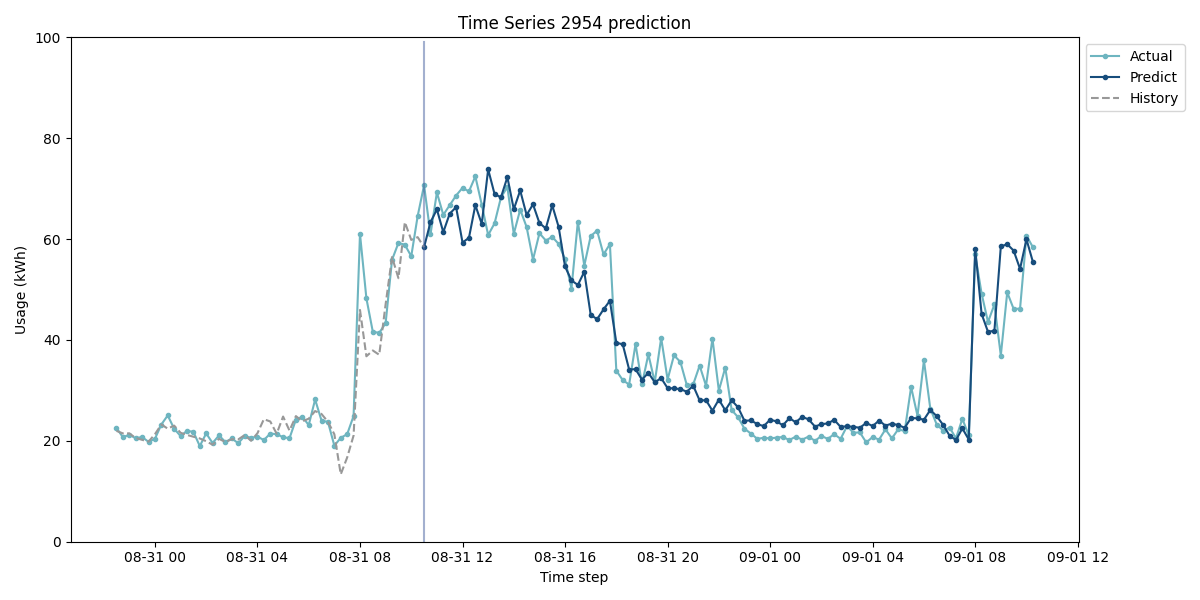 Time Series 2954 prediction
100
80
60
40
20
0
Usage (kWh)
08-31 00
08-31 04
08-31 08
08-31 12
08-31 16
08-31 20
09-01 00
09-01 04
09-01 08
09-01 12
Time step
Actual
Predict
History